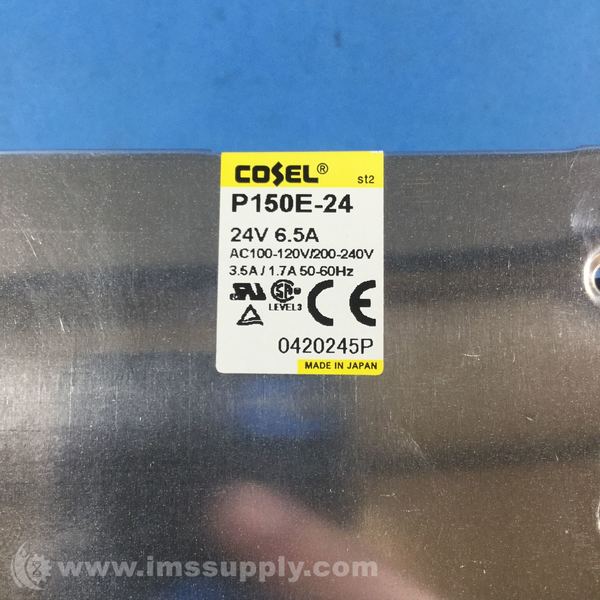 COSEL®
st2
P150E-24
24V 6.5A
AC100-120V/200-240V
3.5A / 1.7A 50-60Hz
LEVEL3
CE
0420245P
MADE IN JAPAN
www.imssupply.com